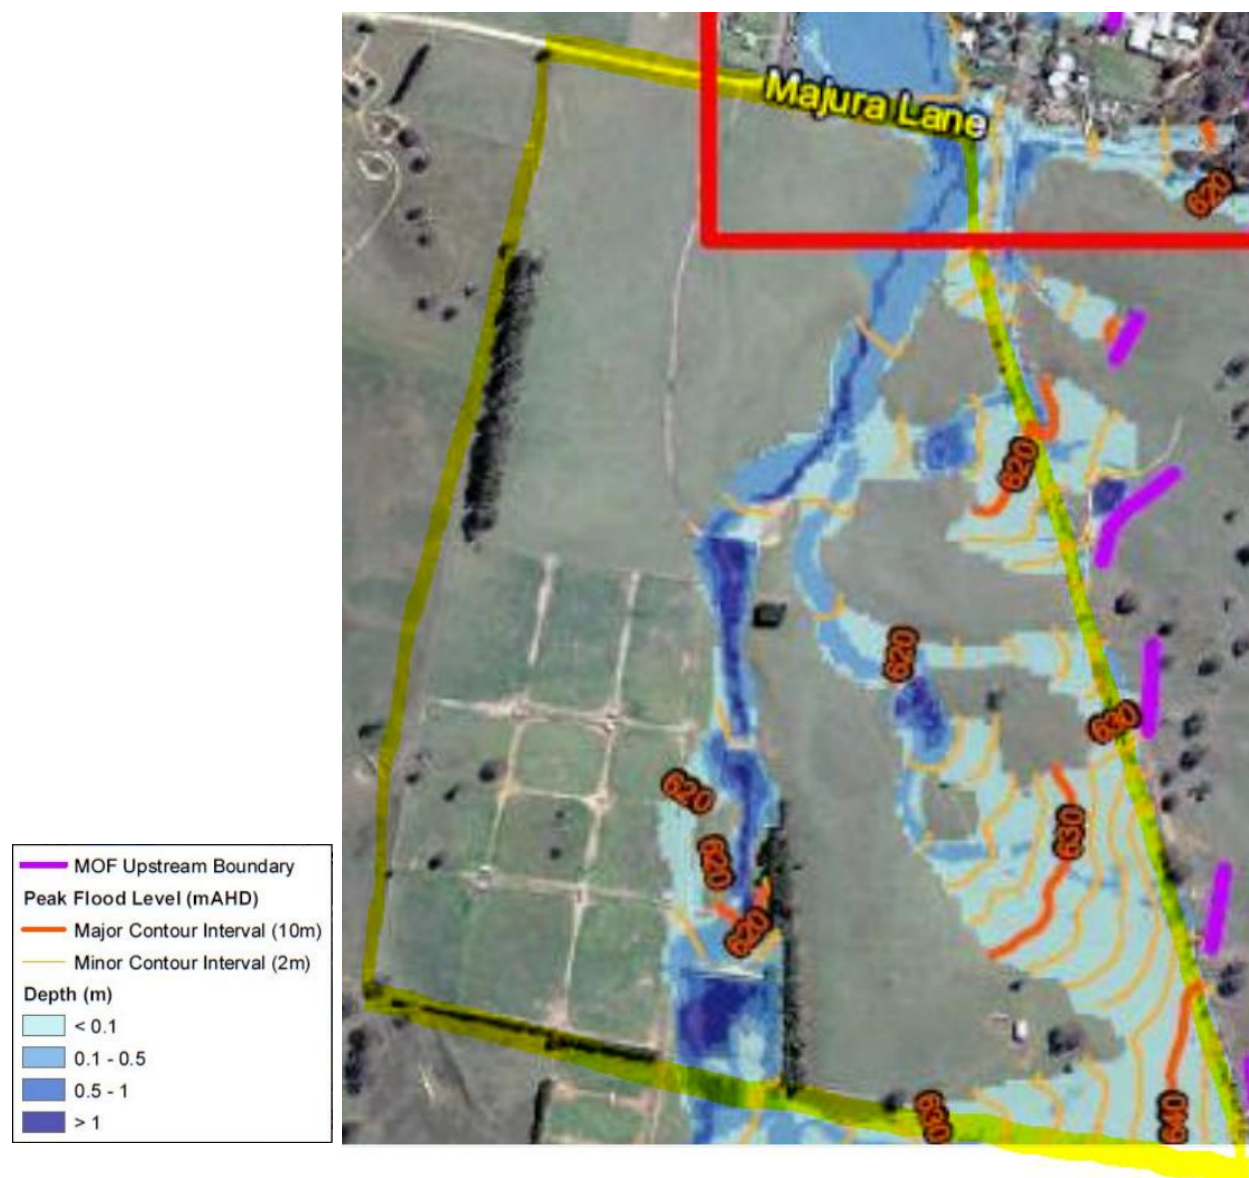 Majura Lane
620
620
620
630
620
630
620
620
630
640
MOF Upstream Boundary
Peak Flood Level (mAHD)
Major Contour Interval (10m)
Minor Contour Interval (2m)
Depth (m)
< 0.1
0.1 - 0.5
0.5 - 1
> 1